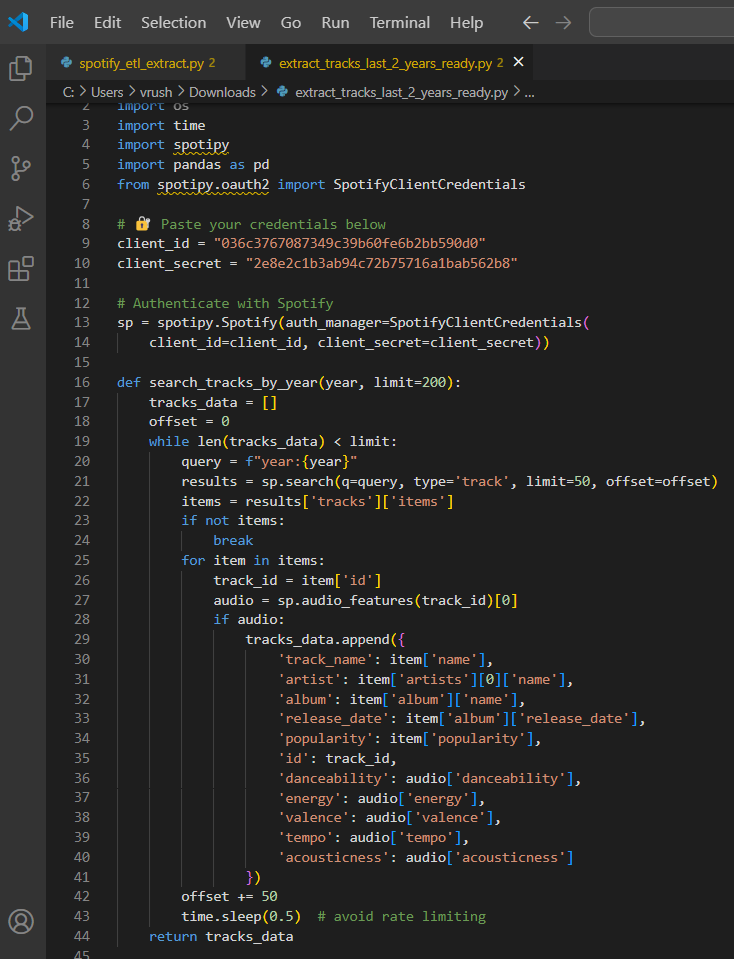 File Edit Selection View Go Run Terminal Help
spotify_etl_extract.py 2 extract_tracks_last_2_years_ready.py 2
C: > Users > vrush > Downloads > extract_tracks_last_2_years_ready.py > ...
2 import os
3 import time
4 import spotipy
5 import pandas as pd
6 from spotipy.oauth2 import SpotifyClientCredentials
7
8 # 🔐 Paste your credentials below
9 client_id = "036c3767087349c39b60fe6b2bb590d0"
10 client_secret = "2e8e2c1b3ab94c72b75716a1bab562b8"
11
12 # Authenticate with Spotify
13 sp = spotipy.Spotify(auth_manager=SpotifyClientCredentials(
14     client_id=client_id, client_secret=client_secret))
15
16 def search_tracks_by_year(year, limit=200):
17     tracks_data = []
18     offset = 0
19     while len(tracks_data) < limit:
20         query = f"year:{year}"
21         results = sp.search(q=query, type='track', limit=50, offset=offset)
22         items = results['tracks']['items']
23         if not items:
24             break
25         for item in items:
26             track_id = item['id']
27             audio = sp.audio_features(track_id)[0]
28             if audio:
29                 tracks_data.append({
30                     'track_name': item['name'],
31                     'artist': item['artists'][0]['name'],
32                     'album': item['album']['name'],
33                     'release_date': item['album']['release_date'],
34                     'popularity': item['popularity'],
35                     'id': track_id,
36                     'danceability': audio['danceability'],
37                     'energy': audio['energy'],
38                     'valence': audio['valence'],
39                     'tempo': audio['tempo'],
40                     'acousticness': audio['acousticness']
41                 })
42         offset += 50
43         time.sleep(0.5)  # avoid rate limiting
44     return tracks_data
45